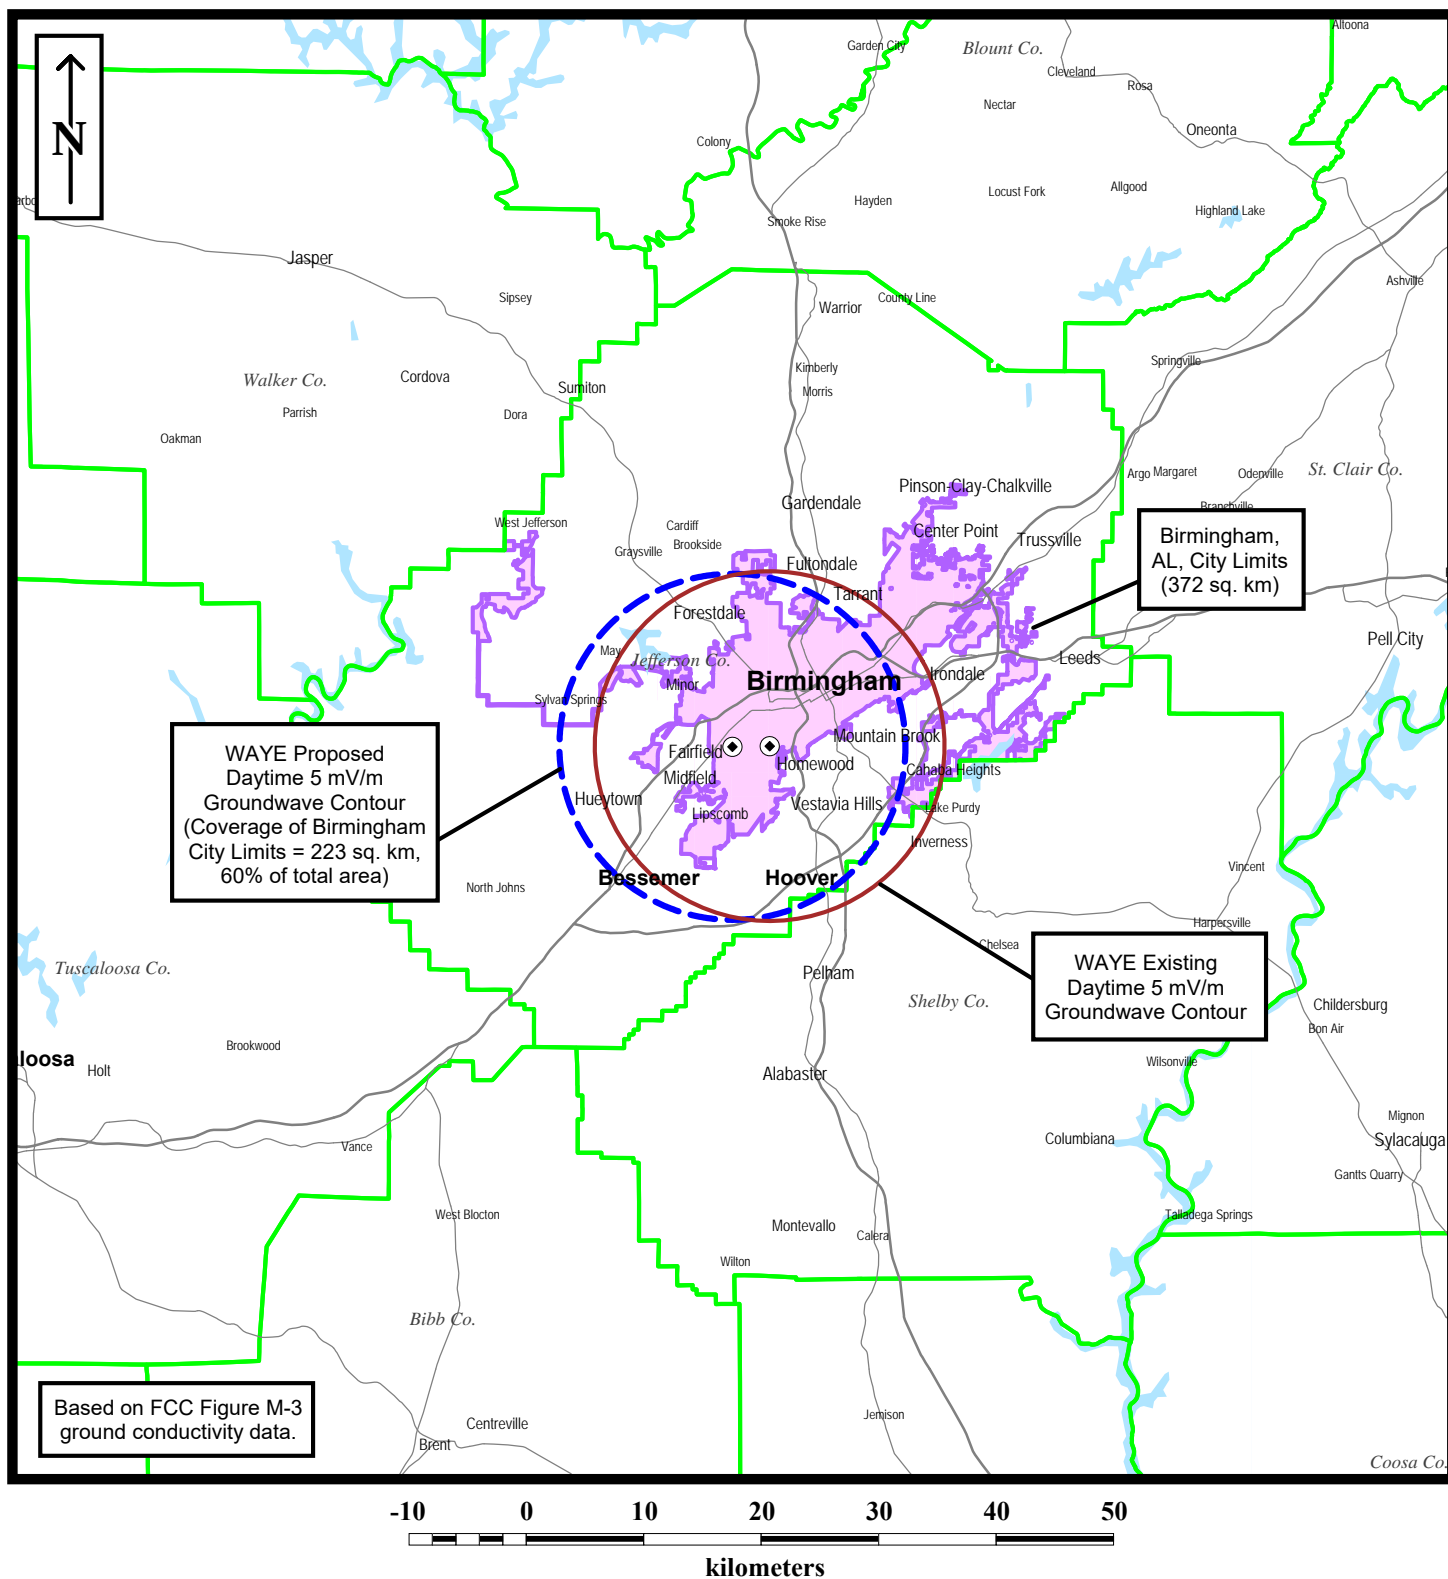 Altoona
Garden City
Blount Co.
Cleveland
Rosa
Nectar
N
Oneonta
Colony
Locust Fork
Allgood
Hayden
Highland Lake
Smoke Rise
Jasper
Ashville
Sipsey
County Line
Warrior
Springville
Kimberly
Walker Co.
Cordova
Sumiton
Morris
Parrish
Dora
Oakman
St. Clair Co.
Argo
Margaret
Odenville
Pinson-Clay-Chalkville
Gardendale
Branchville
West Jefferson
Cardiff
Center Point
Trussville
Brookside
Graysville
Fultondale
Birmingham,
AL, City Limits
(372 sq. km)
Tarrant
Forestdale
Pell City
May
Jefferson Co.
Leeds
Irondale
Birmingham
Minor
Sylvan Springs
Mountain Brook
Fairfield
Homewood
Cahaba Heights
Midfield
Hueytown
Vestavia Hills
Lake Purdy
Lipscomb
Inverness
WAYE Proposed
Daytime 5 mV/m
Groundwave Contour
(Coverage of Birmingham
City Limits = 223 sq. km,
60% of total area)
Vincent
Bessemer
Hoover
North Johns
Harpersville
Chelsea
Tuscaloosa Co.
Pelham
WAYE Existing
Daytime 5 mV/m
Groundwave Contour
Shelby Co.
Childersburg
Bon Air
Brookwood
loosa
Holt
Wilsonville
Alabaster
Mignon
Columbiana
Sylacauga
Vance
Gantts Quarry
West Blocton
Talladega Springs
Montevallo
Calera
Wilton
Bibb Co.
Based on FCC Figure M-3
ground conductivity data.
Jemison
Centreville
Brent
Coosa Co.
-10 0 10 20 30 40 50
kilometers